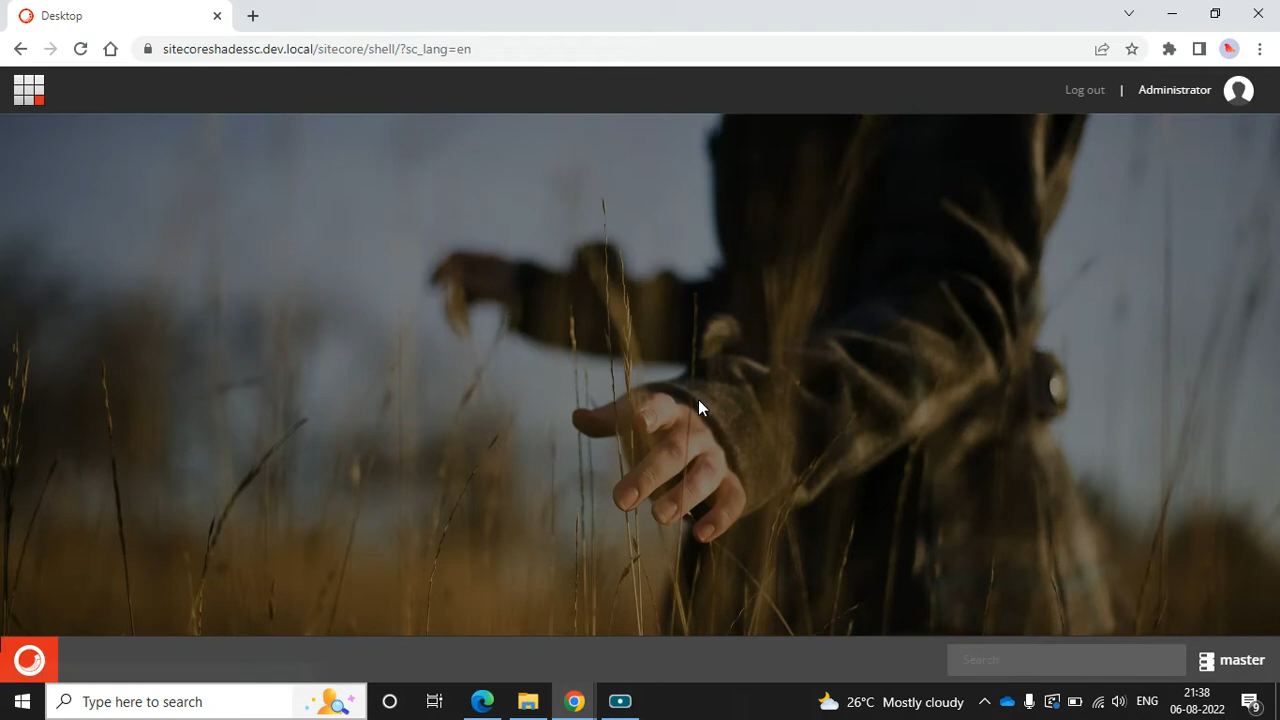 Desktop
sitecoreshadessc.dev.local/sitecore/shell/?sc_lang=en
Log out | Administrator
Search
master
Type here to search
26°C Mostly cloudy
ENG
21:38
06-08-2022
9